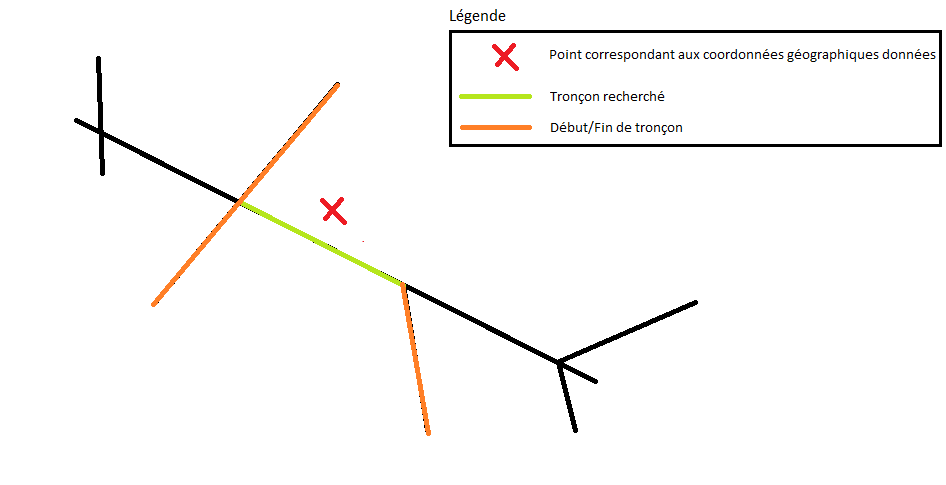 Légende
Point correspondant aux coordonnées géographiques données
Tronçon recherché
Début/Fin de tronçon